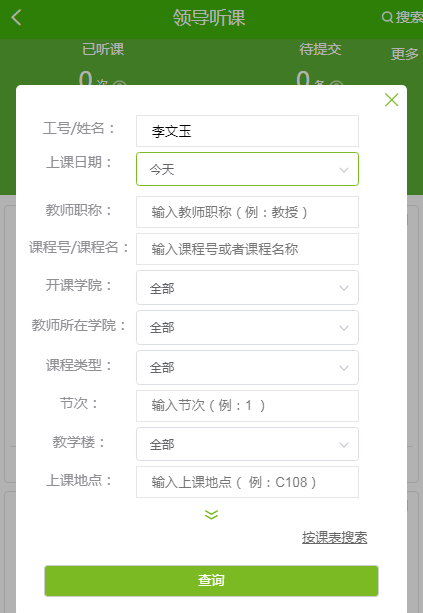 领导听课
搜索
已听课
待提交
更多
0次
0条
工号/姓名：
李文玉
上课日期：
今天
教师职称：
输入教师职称（例：教授）
课程号/课程名：
输入课程号或者课程名称
开课学院：
全部
教师所在学院：
全部
课程类型：
全部
节次：
输入节次（例：1 ）
教学楼：
全部
上课地点：
输入上课地点（ 例：C108 ）
按课表搜索
查询